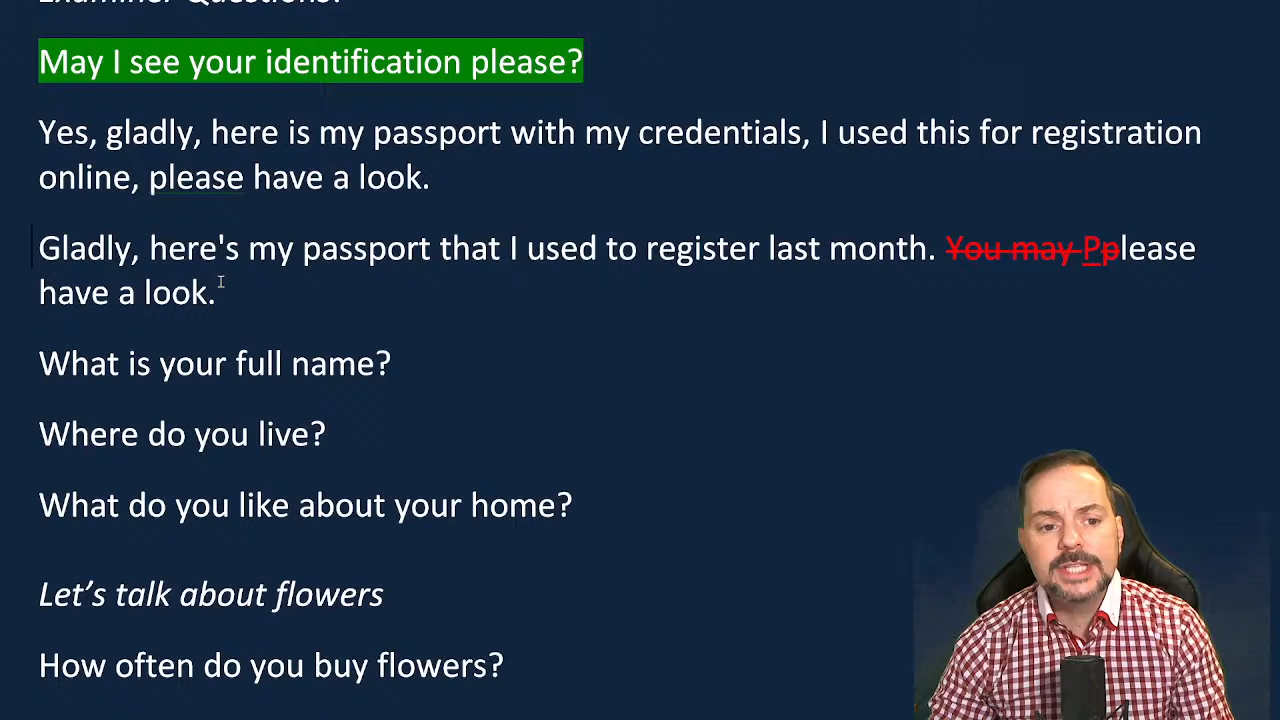 Examiner Questions:
May I see your identification please?
Yes, gladly, here is my passport with my credentials, I used this for registration
online, please have a look.
Gladly, here's my passport that I used to register last month. You may Pplease
have a look.
What is your full name?
Where do you live?
What do you like about your home?
Let’s talk about flowers
How often do you buy flowers?